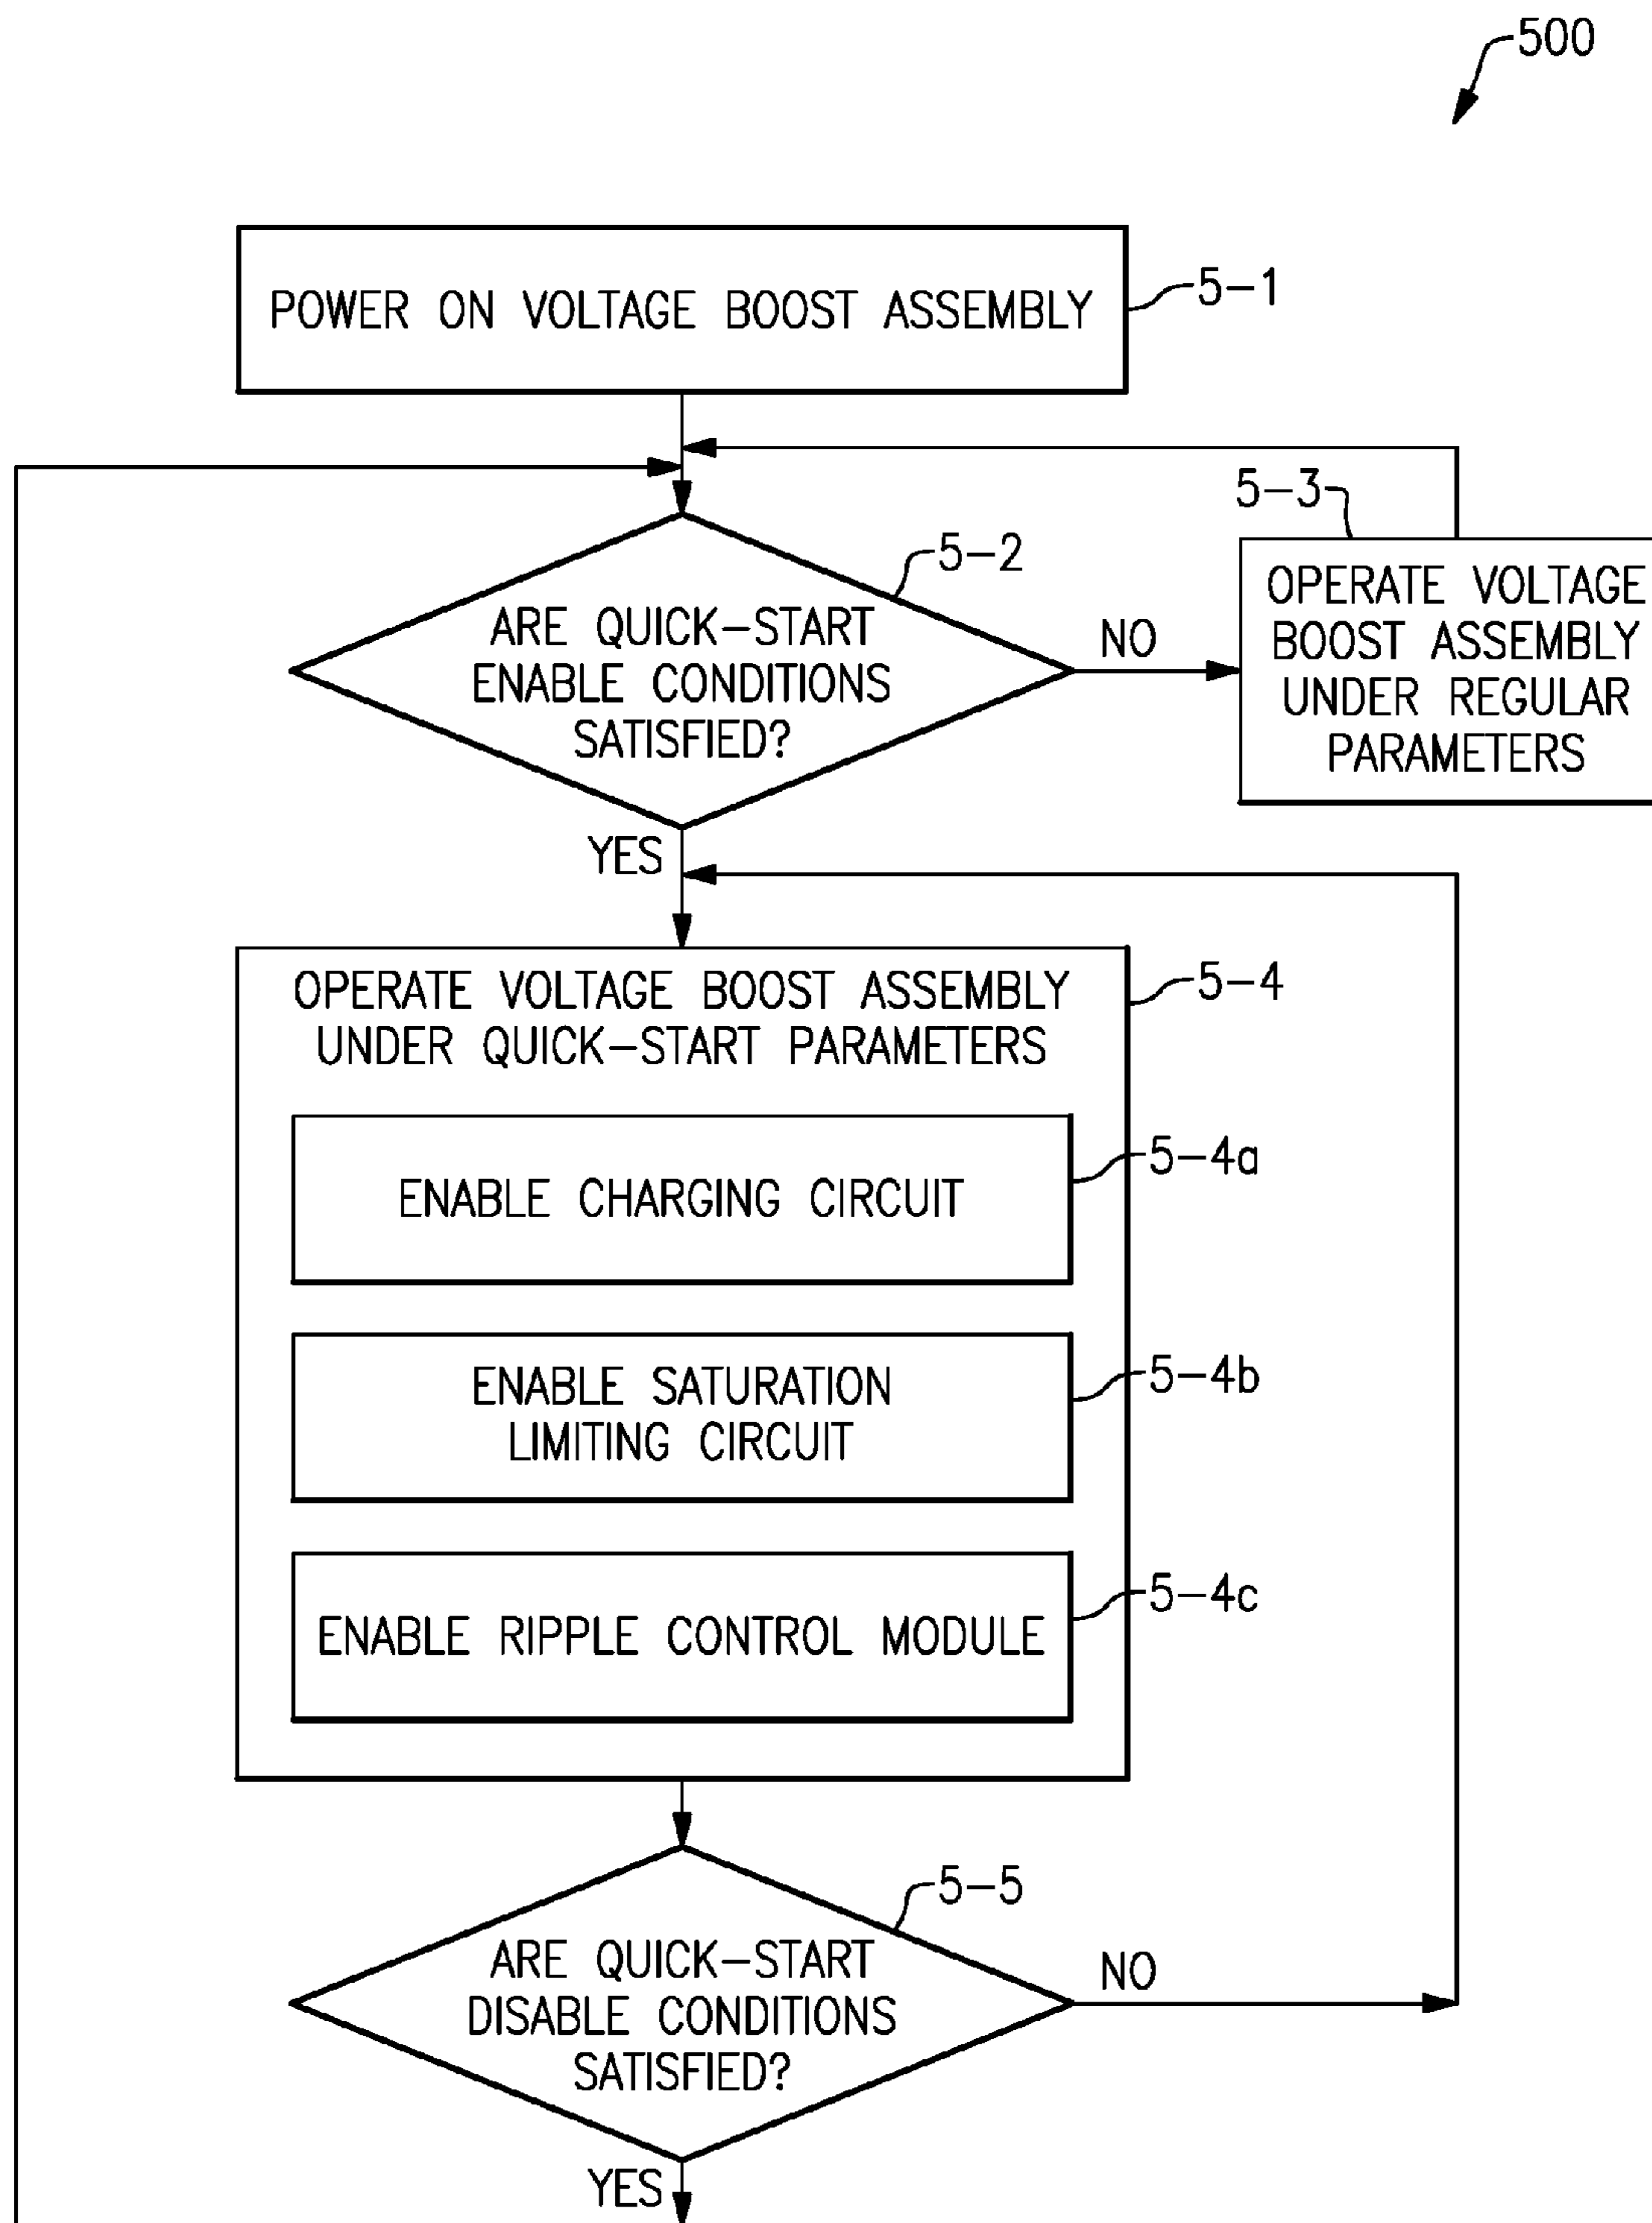 500
POWER ON VOLTAGE BOOST ASSEMBLY
5-1
5-3
5-2
ARE QUICK-START
ENABLE CONDITIONS
SATISFIED?
NO
OPERATE VOLTAGE
BOOST ASSEMBLY
UNDER REGULAR
PARAMETERS
YES
OPERATE VOLTAGE BOOST ASSEMBLY
UNDER QUICK-START PARAMETERS
5-4
ENABLE CHARGING CIRCUIT
5-4a
ENABLE SATURATION
LIMITING CIRCUIT
5-4b
ENABLE RIPPLE CONTROL MODULE
5-4c
5-5
ARE QUICK-START
DISABLE CONDITIONS
SATISFIED?
NO
YES